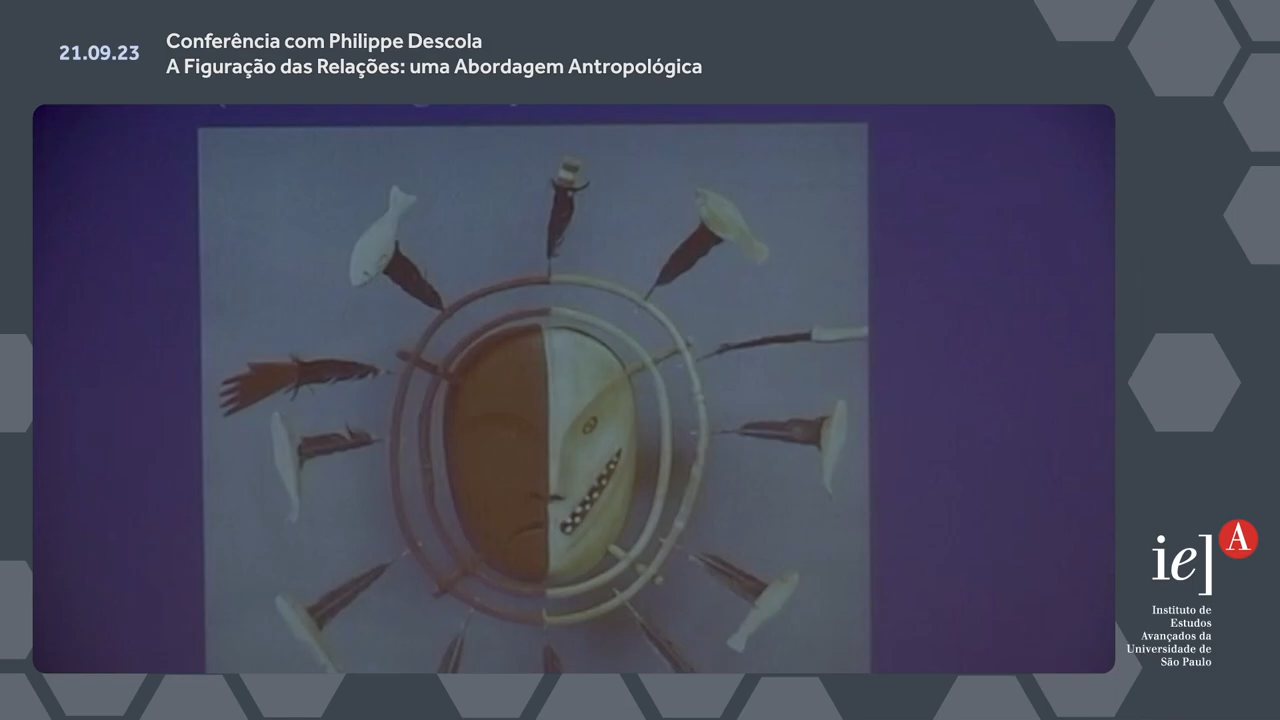 21.09.23
Conferência com Philippe Descola
A Figuração das Relações: uma Abordagem Antropológica
ie] A
Instituto de
Estudos
Avançados da
Universidade de
São Paulo